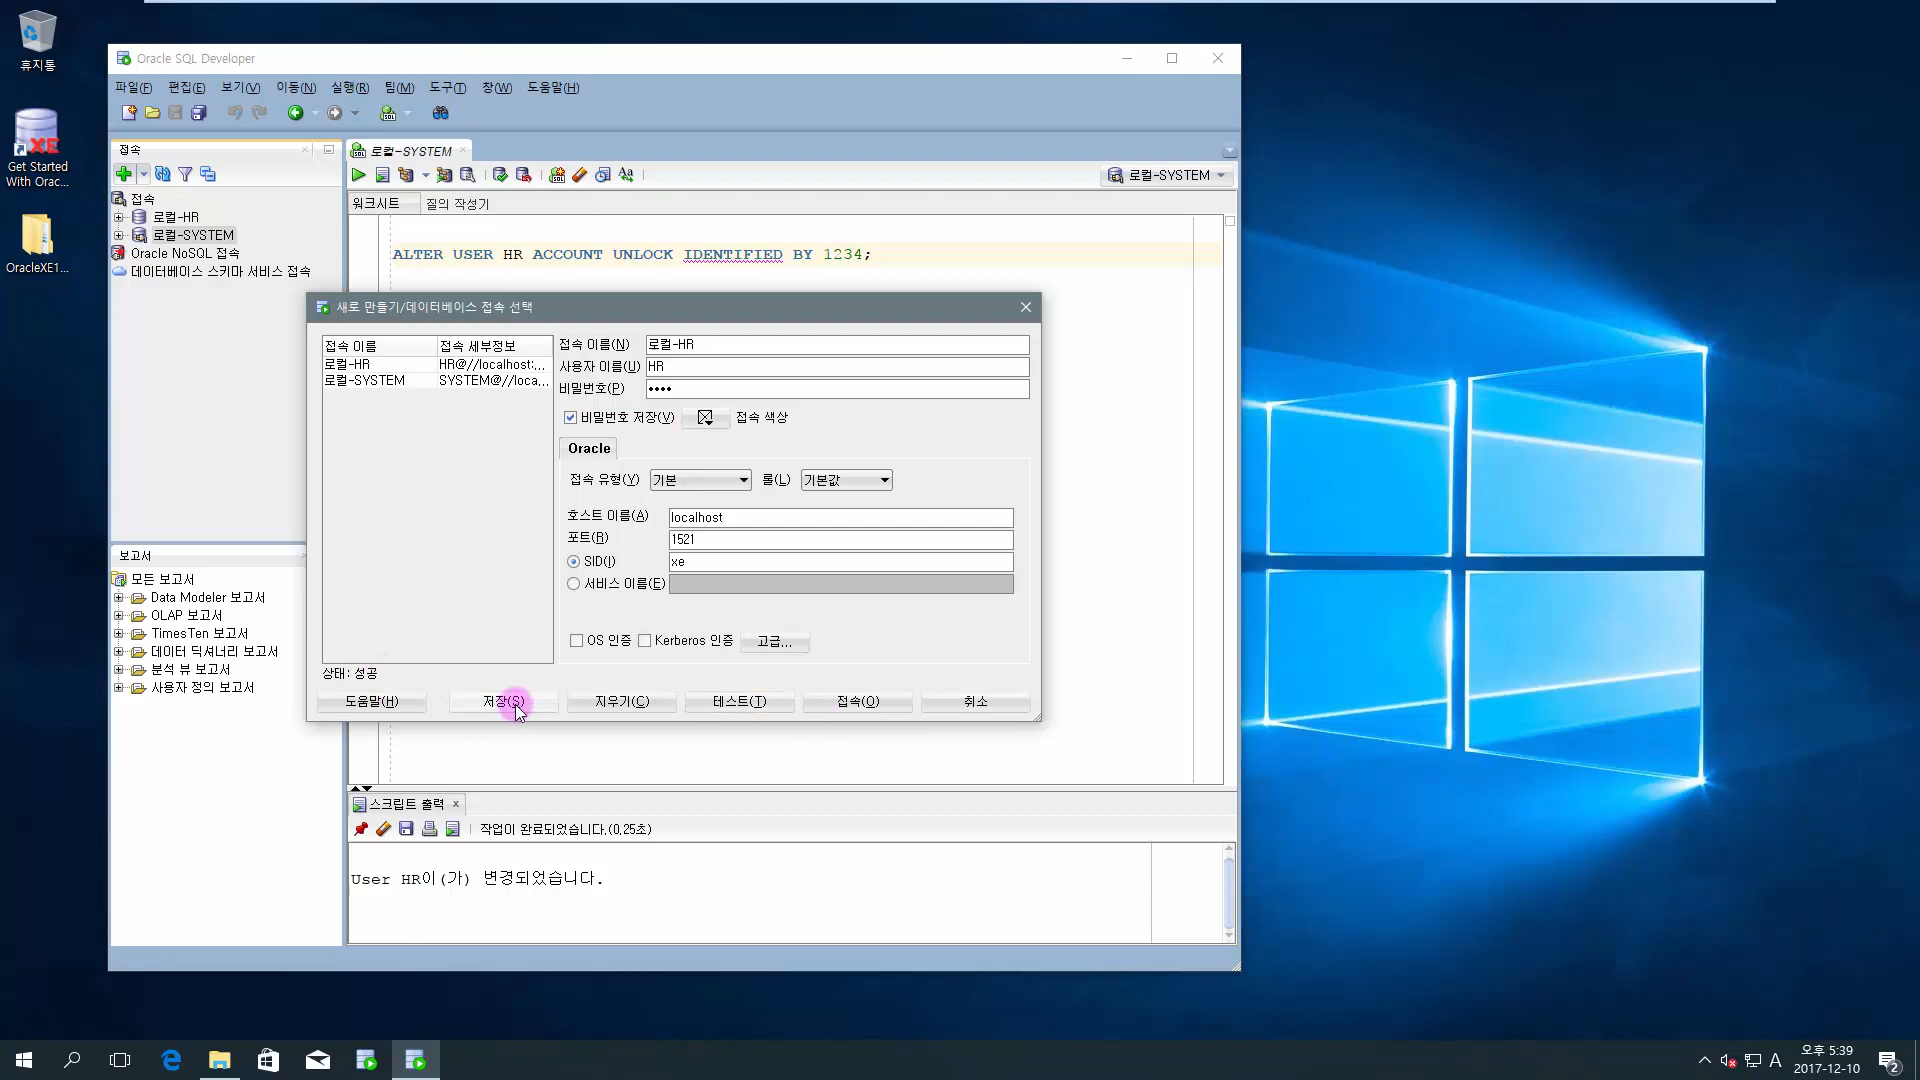 휴지통
Get Started
With Orac...
OracleXE1...
Oracle SQL Developer
파일(F) 편집(E) 보기(V) 이동(N) 실행(R) 팀(M) 도구(T) 창(W) 도움말(H)
접속
접속
로컬-HR
로컬-SYSTEM
Oracle NoSQL 접속
데이터베이스 스키마 서비스 접속
로컬-SYSTEM
로컬-SYSTEM
워크시트 질의 작성기
ALTER USER HR ACCOUNT UNLOCK IDENTIFIED BY 1234;
새로 만들기/데이터베이스 접속 선택
접속 이름 접속 세부정보
로컬-HR HR@//localhost:...
로컬-SYSTEM SYSTEM@//loca...
접속 이름(N) 로컬-HR
사용자 이름(U) HR
비밀번호(P) ••••
비밀번호 저장(V) 접속 색상
Oracle
접속 유형(Y) 기본 롤(L) 기본값
호스트 이름(A) localhost
포트(R) 1521
SID(I) xe
서비스 이름(E)
OS 인증 Kerberos 인증 고급...
상태: 성공
도움말(H) 저장(S) 지우기(C) 테스트(T) 접속(O) 취소
보고서
모든 보고서
Data Modeler 보고서
OLAP 보고서
TimesTen 보고서
데이터 딕셔너리 보고서
분석 뷰 보고서
사용자 정의 보고서
스크립트 출력
작업이 완료되었습니다.(0.25초)
User HR이(가) 변경되었습니다.
A
오후 5:39
2017-12-10
2